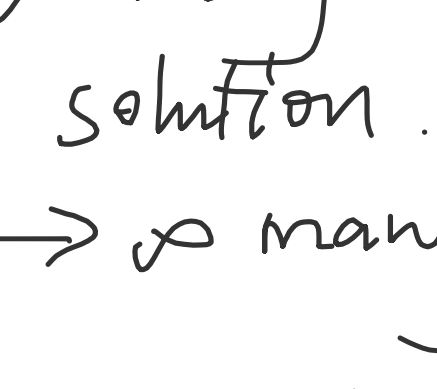 solution.
→ ∞ man